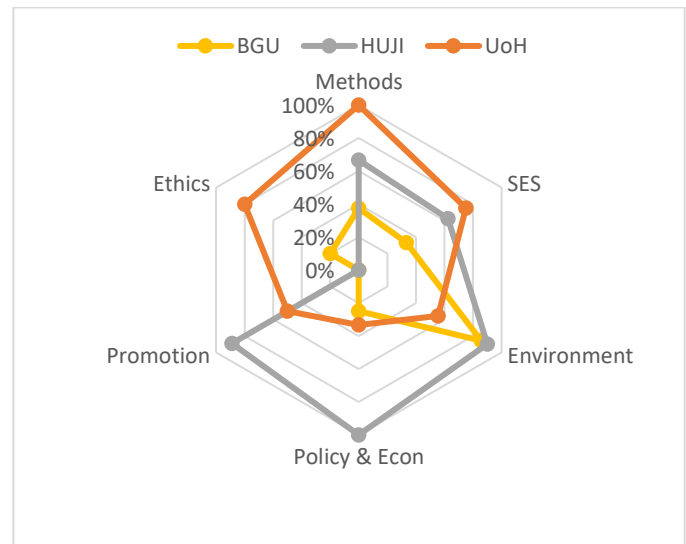 BGU HUJI UoH
Methods
100%
80%
60%
40%
20%
0%
SES
Environment
Policy & Econ
Promotion
Ethics